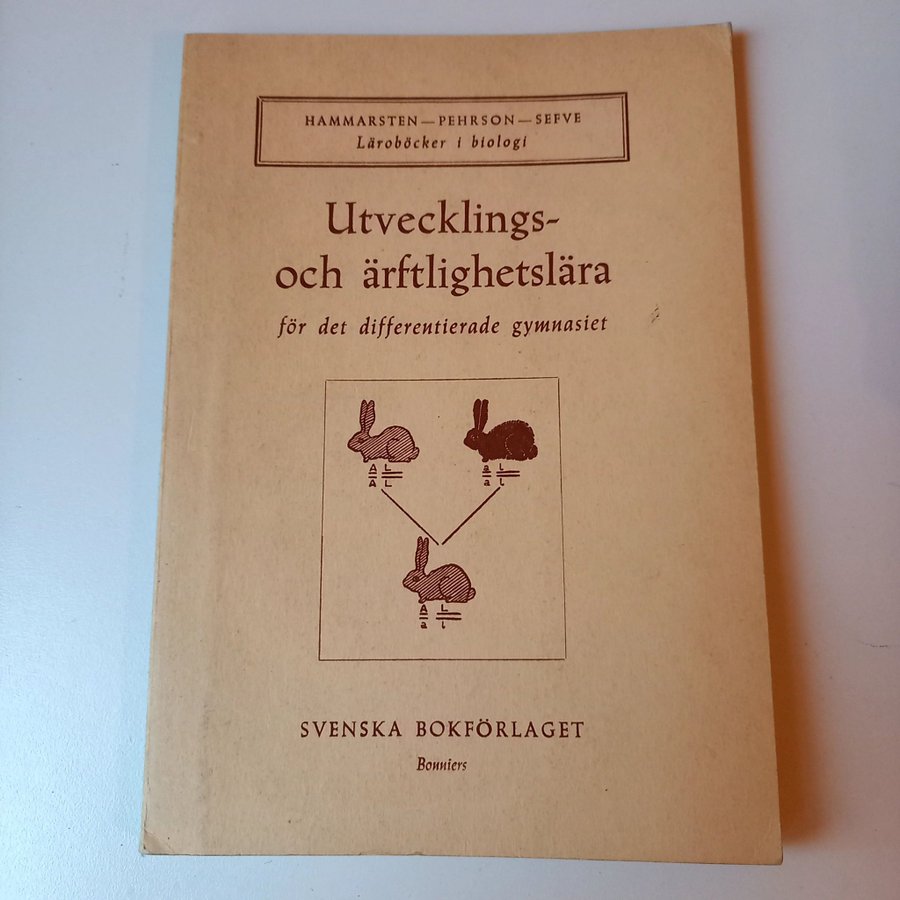 HAMMARSTEN — PEHRSON — SEFVE
Läroböcker i biologi
Utvecklings-
och ärftlighetslära
för det differentierade gymnasiet
A L
A L
a l
a l
A L
a l
SVENSKA BOKFÖRLAGET
Bonniers